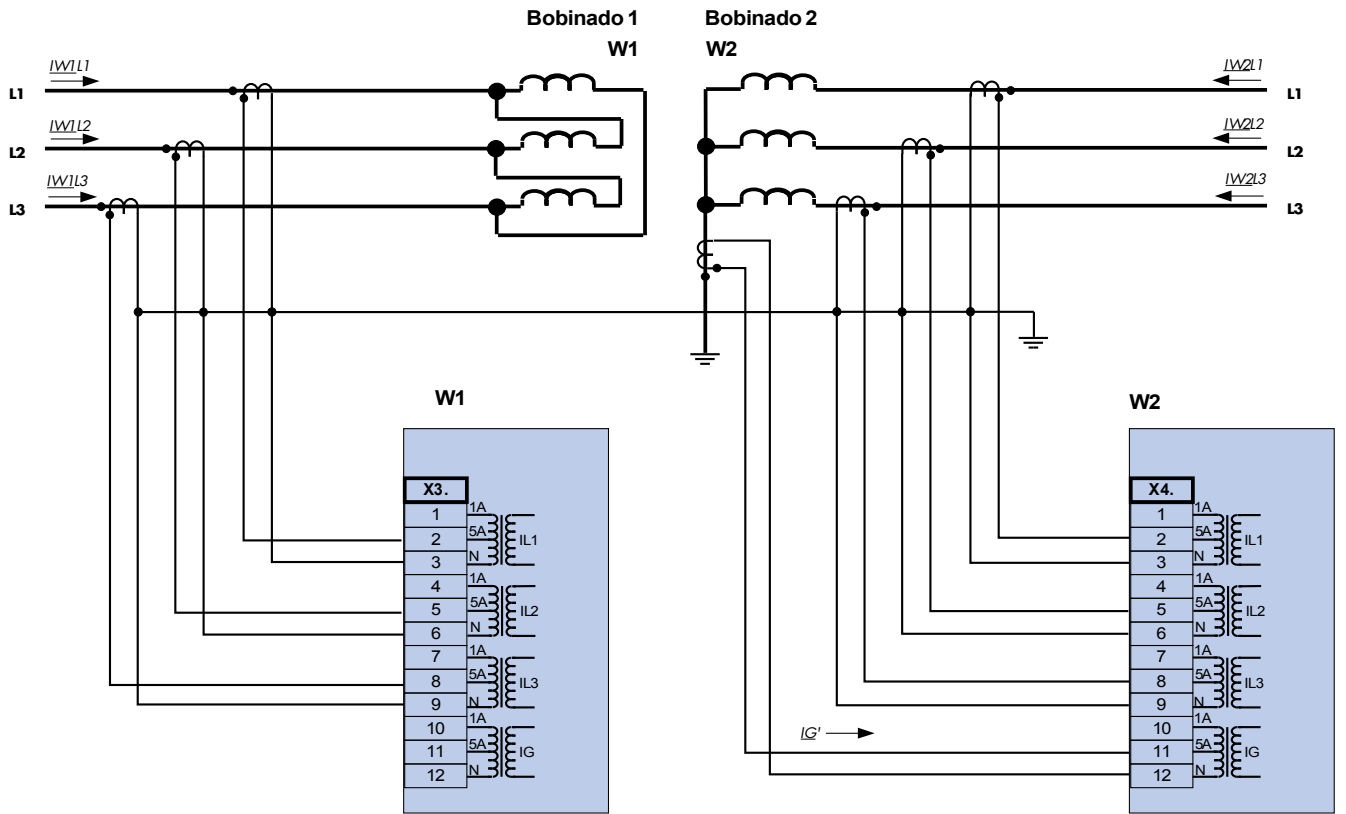 Bobinado 1 Bobinado 2
W1 W2
IW1L1 IW2L1
L1 L1
IW1L2 IW2L2
L2 L2
IW1L3 IW2L3
L3 L3
W1
X3.
1 1A
2 5A IL1
3 N
4 1A
5 5A IL2
6 N
7 1A
8 5A IL3
9 N
10 1A
11 5A IG
12 N
IG'
W2
X4.
1 1A
2 5A IL1
3 N
4 1A
5 5A IL2
6 N
7 1A
8 5A IL3
9 N
10 1A
11 5A IG
12 N